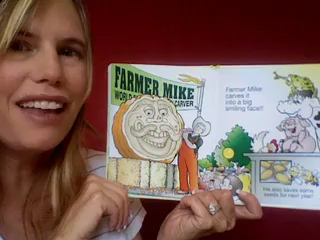 FARMER MIKE
WORLD
CARVER
Farmer Mike
carves it
into a big
smiling face!!
He also saves some
seeds for next year!